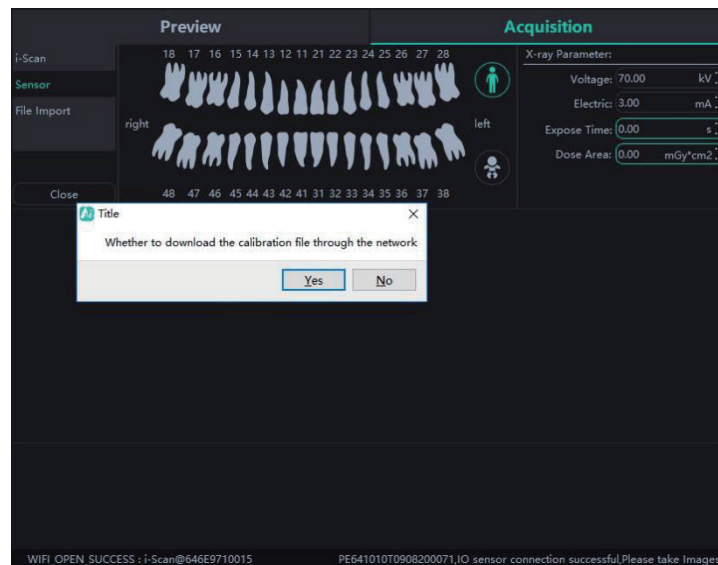 Preview
Acquisition
i-Scan
Sensor
File Import
Close
18 17 16 15 14 13 12 11 21 22 23 24 25 26 27 28
right
left
48 47 46 45 44 43 42 41 31 32 33 34 35 36 37 38
X-ray Parameter:
Voltage: 70.00 kV
Electric: 3.00 mA
Expose Time: 0.00 s
Dose Area: 0.00 mGy*cm2
Title
Whether to download the calibration file through the network
Yes No
WIFI OPEN SUCCESS : i-Scan@646E9710015
PE641010T0908200071,IO sensor connection successful,Please take Images